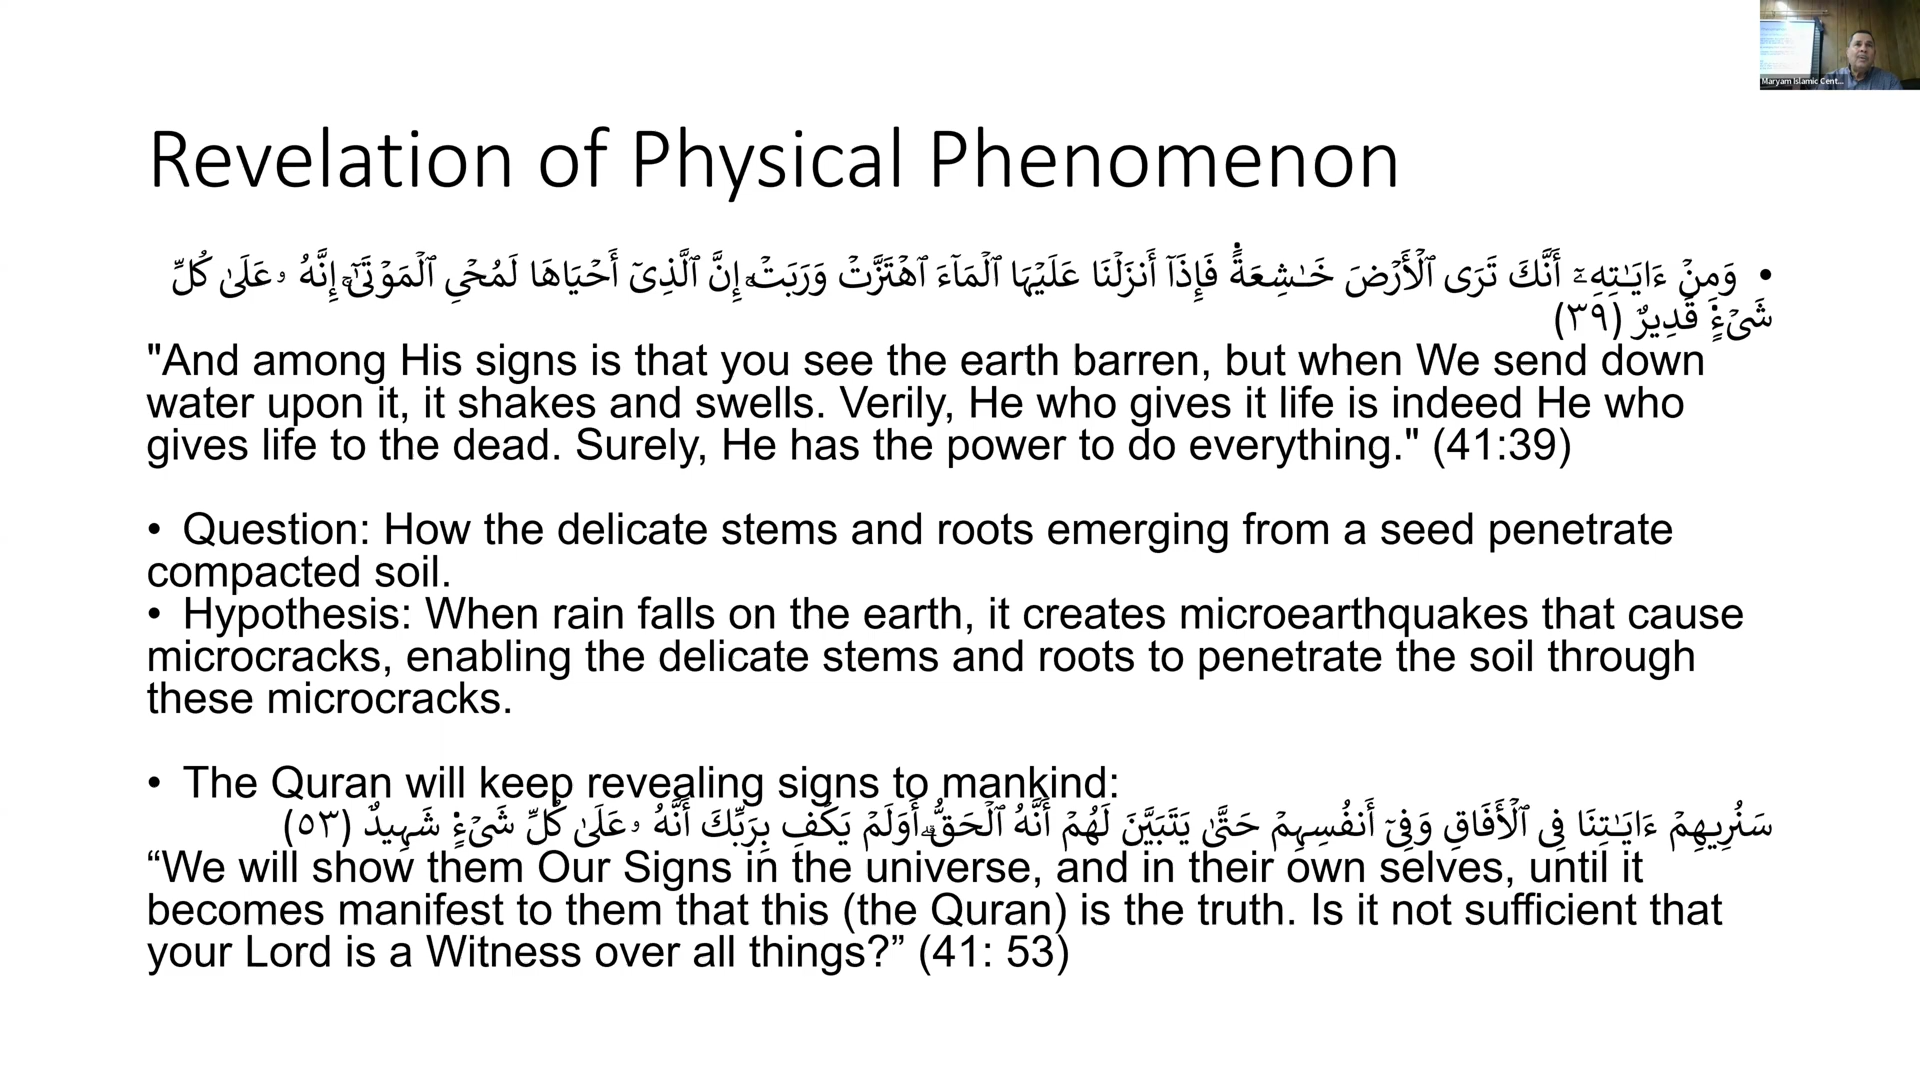 Maryam Islamic Cent...
Revelation of Physical Phenomenon
• وَمِنْ ءَايَـٰتِهِۦٓ أَنَّكَ تَرَى ٱلْأَرْضَ خَـٰشِعَةًۭ فَإِذَآ أَنزَلْنَا عَلَيْهَا ٱلْمَآءَ ٱهْتَزَّتْ وَرَبَتْ ۚ إِنَّ ٱلَّذِىٓ أَحْيَاهَا لَمُحْىِ ٱلْمَوْتَىٰٓ ۚ إِنَّهُۥ عَلَىٰ كُلِّ
شَىْءٍۢ قَدِيرٌ (٣٩)
"And among His signs is that you see the earth barren, but when We send down
water upon it, it shakes and swells. Verily, He who gives it life is indeed He who
gives life to the dead. Surely, He has the power to do everything." (41:39)
• Question: How the delicate stems and roots emerging from a seed penetrate
compacted soil.
• Hypothesis: When rain falls on the earth, it creates microearthquakes that cause
microcracks, enabling the delicate stems and roots to penetrate the soil through
these microcracks.
• The Quran will keep revealing signs to mankind:
سَنُرِيهِمْ ءَايَـٰتِنَا فِى ٱلْأَفَاقِ وَفِىٓ أَنفُسِهِمْ حَتَّىٰ يَتَبَيَّنَ لَهُمْ أَنَّهُ ٱلْحَقُّ ۗ أَوَلَمْ يَكْفِ بِرَبِّكَ أَنَّهُۥ عَلَىٰ كُلِّ شَىْءٍۢ شَهِيدٌ (٥٣)
“We will show them Our Signs in the universe, and in their own selves, until it
becomes manifest to them that this (the Quran) is the truth. Is it not sufficient that
your Lord is a Witness over all things?” (41: 53)